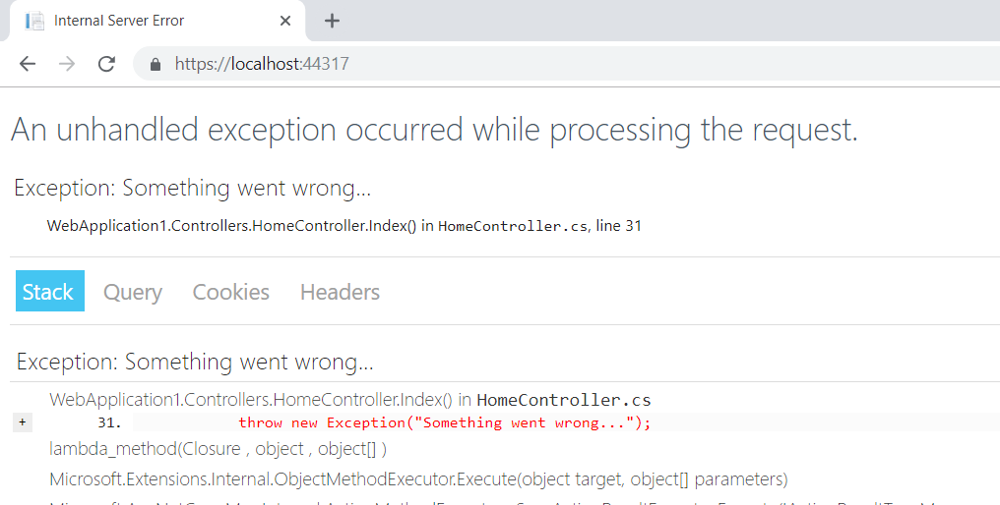 Internal Server Error
https://localhost:44317
An unhandled exception occurred while processing the request.
Exception: Something went wrong...
WebApplication1.Controllers.HomeController.Index() in HomeController.cs, line 31
Stack Query Cookies Headers
Exception: Something went wrong...
WebApplication1.Controllers.HomeController.Index() in HomeController.cs
+ 31. throw new Exception("Something went wrong...");
lambda_method(Closure , object , object[] )
Microsoft.Extensions.Internal.ObjectMethodExecutor.Execute(object target, object[] parameters)